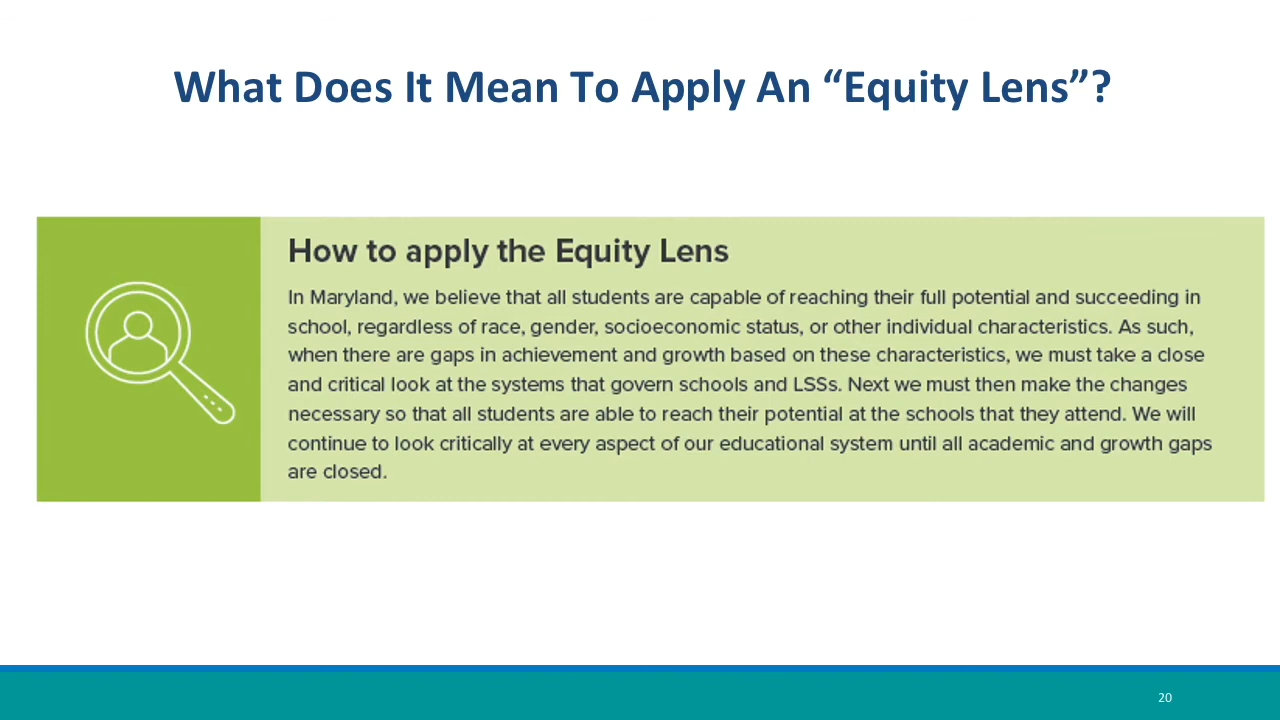 What Does It Mean To Apply An “Equity Lens”?
How to apply the Equity Lens
In Maryland, we believe that all students are capable of reaching their full potential and succeeding in
school, regardless of race, gender, socioeconomic status, or other individual characteristics. As such,
when there are gaps in achievement and growth based on these characteristics, we must take a close
and critical look at the systems that govern schools and LSSs. Next we must then make the changes
necessary so that all students are able to reach their potential at the schools that they attend. We will
continue to look critically at every aspect of our educational system until all academic and growth gaps
are closed.
20